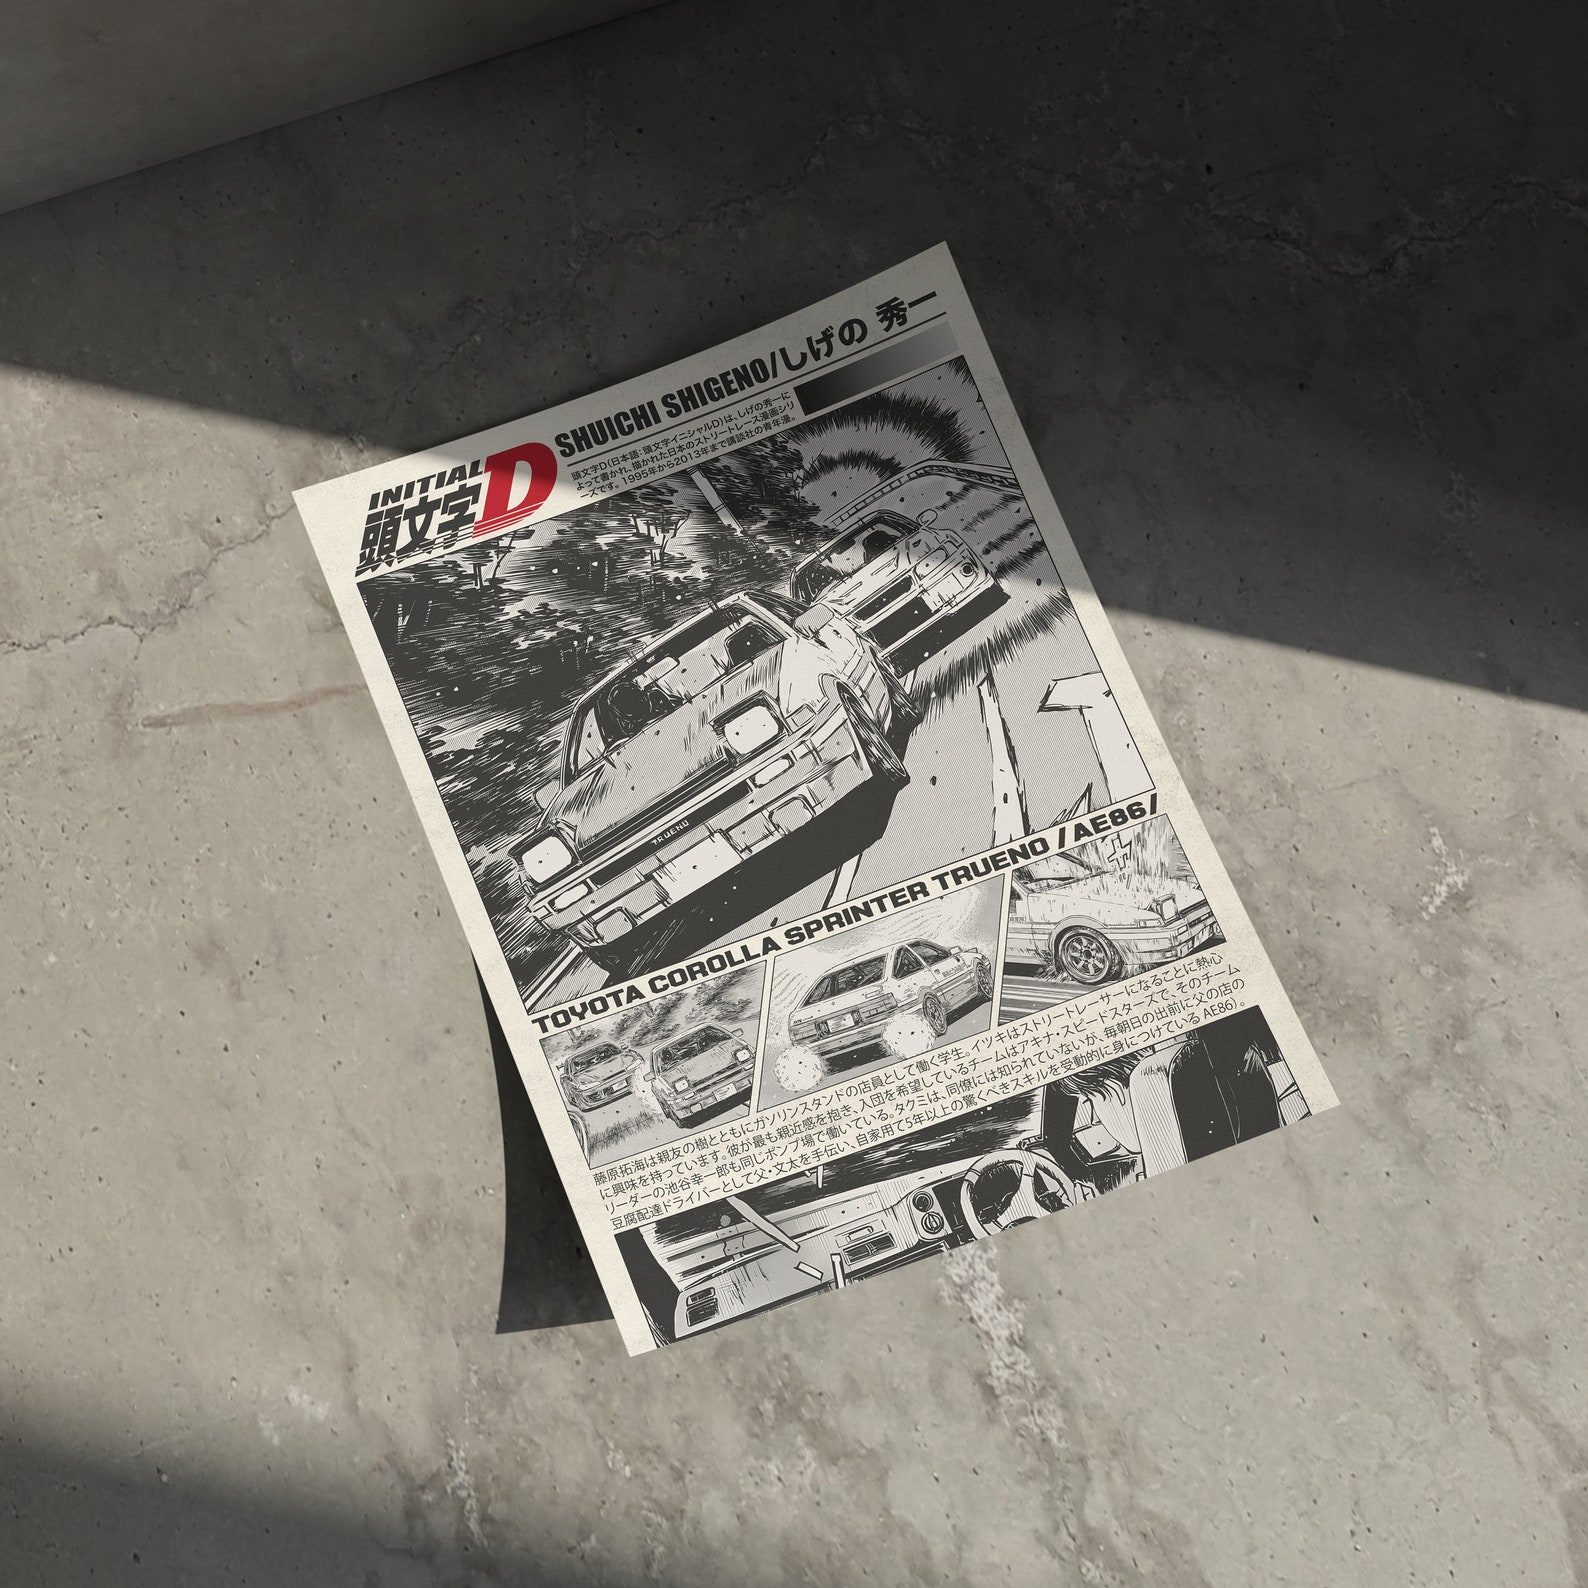 INITIAL
頭文字
D
SHUICHI SHIGENO/しげの 秀一
頭文字D(日本語:頭文字イニシャルD)は、しげの秀一に
よって書かれ、描かれた日本のストリートレース漫画シリ
ーズです。1995年から2013年まで講談社の青年漫。
TRUENO
TOYOTA COROLLA SPRINTER TRUENO /AE86/
藤原拓海は親友の樹とともにガソリンスタンドの店員として働く学生。イツキはストリートレーサーになることに熱心
に興味を持っています。彼が最も親近感を抱き、入団を希望しているチームはアキナ・スピードスターズで、そのチーム
リーダーの池谷幸一郎も同じポンプ場で働いている。タクミは、同僚には知られていないが、毎朝日の出前に父の店の
豆腐配達ドライバーとして父・文太を手伝い、自家用で5年以上の驚くべきスキルを受動的に身につけている AE86)。